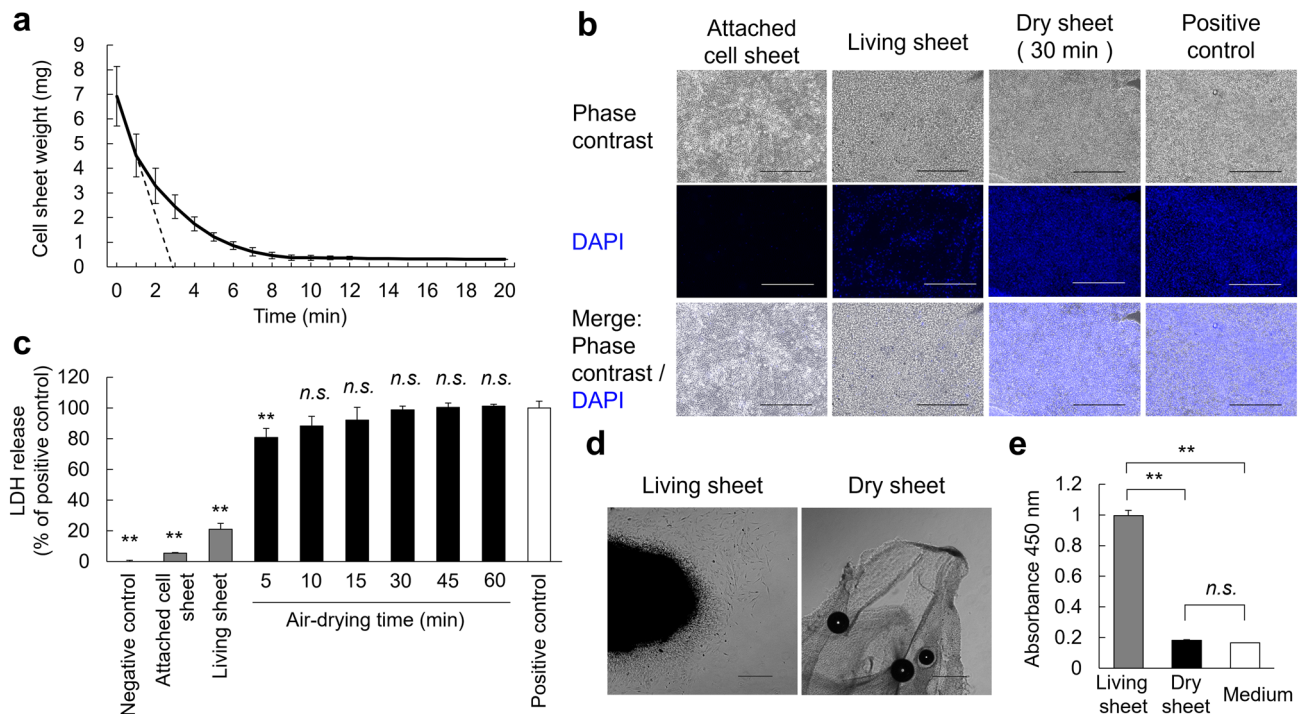 a
9
8
7
6
5
4
3
2
1
0
Cell sheet weight (mg)
0 2 4 6 8 10 12 14 16 18 20
Time (min)
b
Attached
cell sheet
Living sheet
Dry sheet
( 30 min )
Positive
control
Phase
contrast
DAPI
Merge:
Phase
contrast /
DAPI
c
120
100
80
60
40
20
0
LDH release
(% of positive control)
**
**
**
**
n.s.
n.s.
n.s.
n.s.
n.s.
Negative control
Attached cell
sheet
Living sheet
5 10 15 30 45 60
Air-drying time (min)
Positive control
d
Living sheet
Dry sheet
e
1.2
1
0.8
0.6
0.4
0.2
0
Absorbance 450 nm
**
**
n.s.
Living
sheet
Dry
sheet
Medium